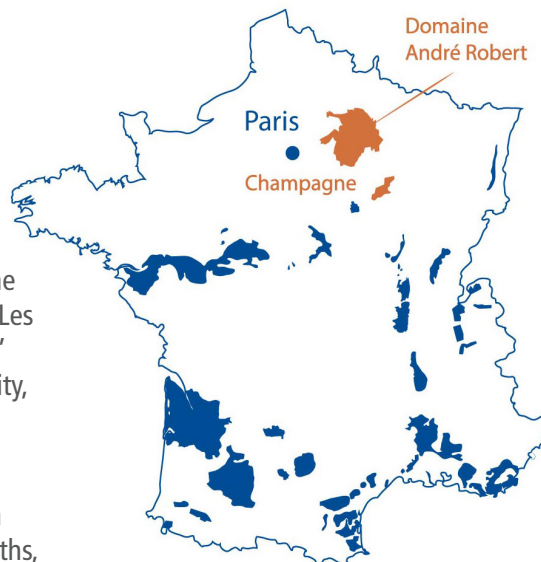 Domaine
André Robert
Paris
Champagne
Les
ity,
ths,